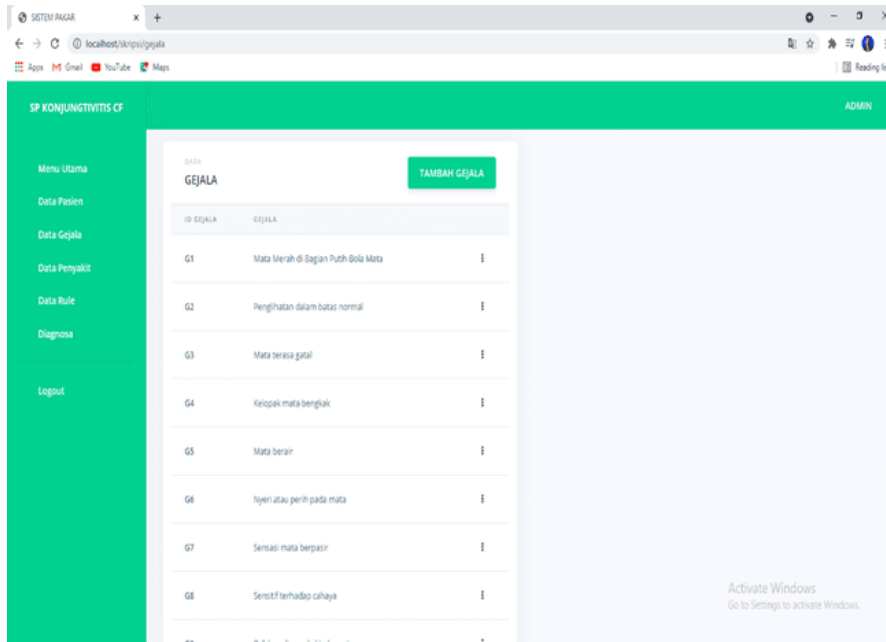 SISTEM PAKAR
localhost/skripsi/gejala
Apps Gmail YouTube Maps
Reading
SP KONJUNGTIVITIS CF
ADMIN
Menu Utama
Data Pasien
Data Gejala
Data Penyakit
Data Rule
Diagnosa
Logout
DATA
GEJALA
TAMBAH GEJALA
ID GEJALA GEJALA
G1 Mata Merah di Bagian Putih Bola Mata
G2 Penglihatan dalam batas normal
G3 Mata terasa gatal
G4 Kelopak mata bengkak
G5 Mata berair
G6 Nyeri atau perih pada mata
G7 Sensasi mata berpasir
G8 Sensitif terhadap cahaya
Activate Windows
Go to Settings to activate Windows.